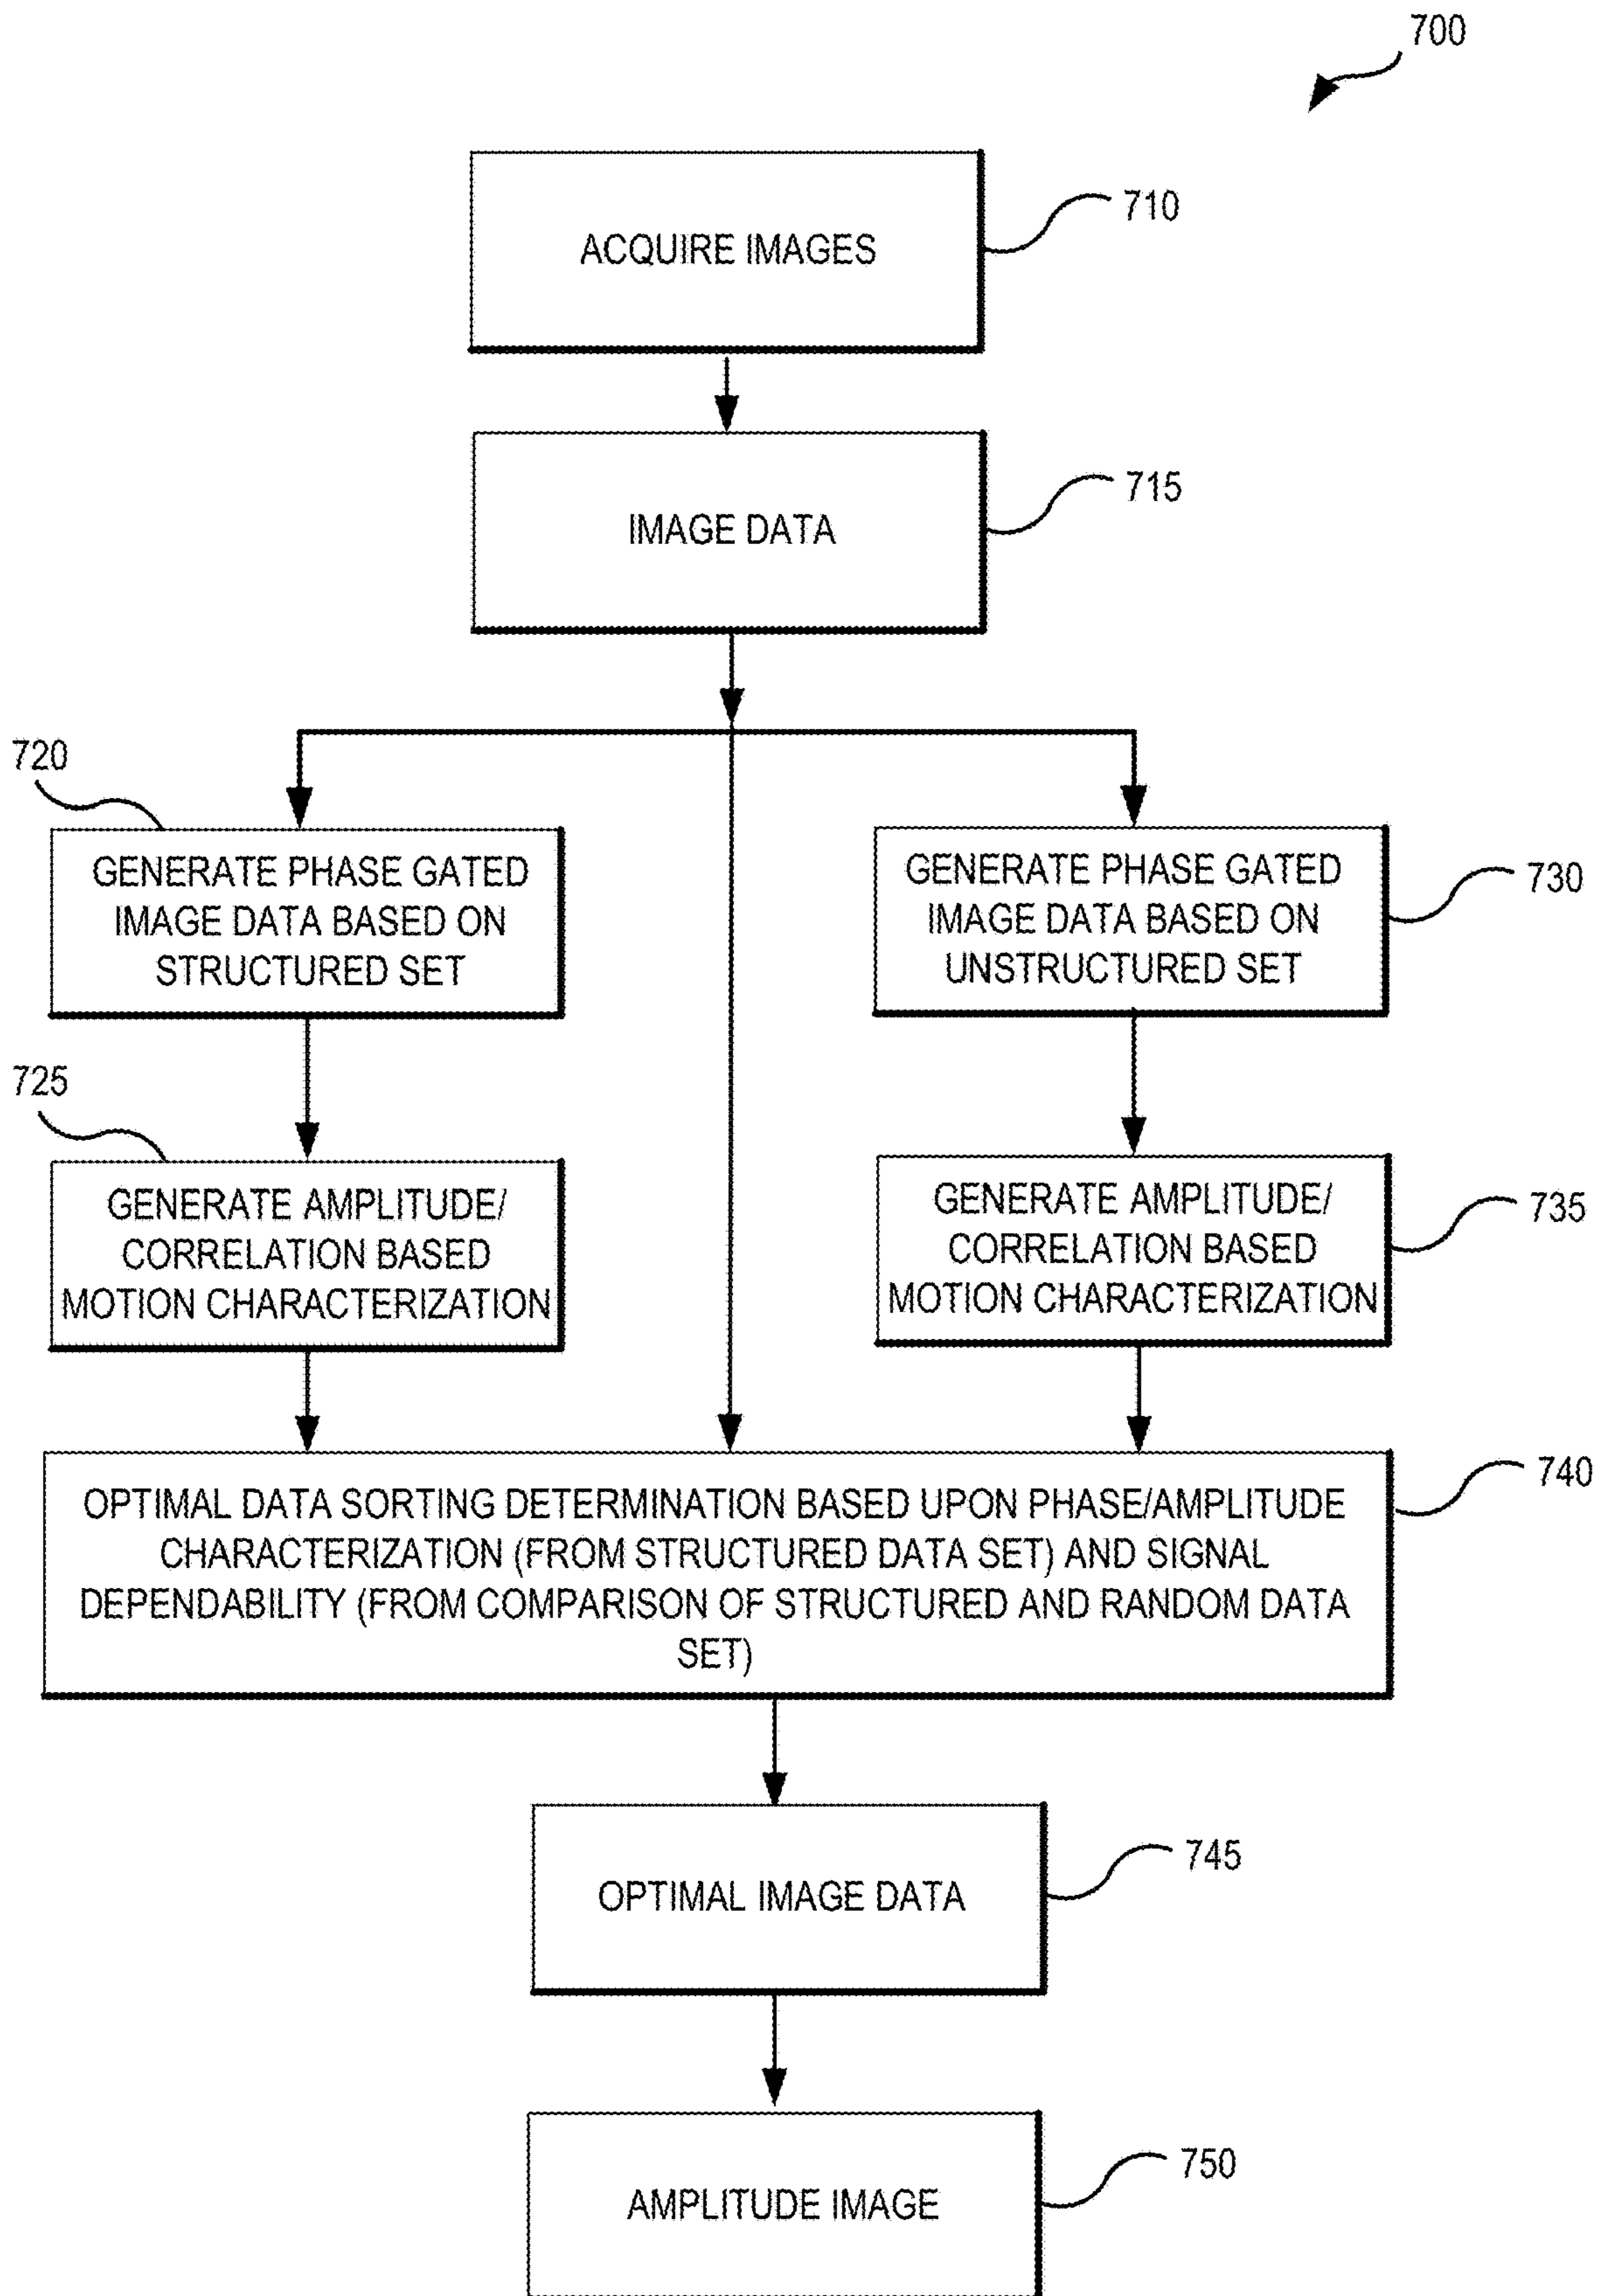 700
ACQUIRE IMAGES
710
IMAGE DATA
715
720
GENERATE PHASE GATED
IMAGE DATA BASED ON
STRUCTURED SET
GENERATE PHASE GATED
IMAGE DATA BASED ON
UNSTRUCTURED SET
730
725
GENERATE AMPLITUDE/
CORRELATION BASED
MOTION CHARACTERIZATION
GENERATE AMPLITUDE/
CORRELATION BASED
MOTION CHARACTERIZATION
735
OPTIMAL DATA SORTING DETERMINATION BASED UPON PHASE/AMPLITUDE
CHARACTERIZATION (FROM STRUCTURED DATA SET) AND SIGNAL
DEPENDABILITY (FROM COMPARISON OF STRUCTURED AND RANDOM DATA
SET)
740
OPTIMAL IMAGE DATA
745
AMPLITUDE IMAGE
750